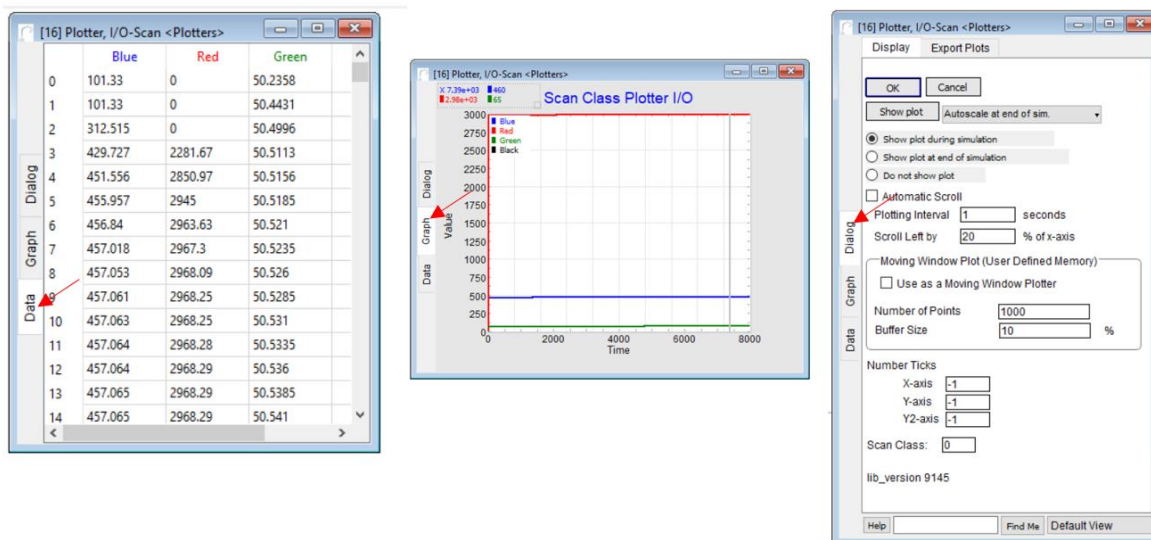 [16] Plotter, I/O-Scan <Plotters>
Blue Red Green
0 101.33 0 50.2358
1 101.33 0 50.4431
2 312.515 0 50.4996
3 429.727 2281.67 50.5113
4 451.556 2850.97 50.5156
5 455.957 2945 50.5185
6 456.84 2963.63 50.521
7 457.018 2967.3 50.5235
8 457.053 2968.09 50.526
9 457.061 2968.25 50.5285
10 457.063 2968.25 50.531
11 457.064 2968.28 50.5335
12 457.064 2968.29 50.536
13 457.065 2968.29 50.5385
14 457.065 2968.29 50.541
Dialog
Graph
Data
[16] Plotter, I/O-Scan <Plotters>
X 7.39e+03 460
2.98e+03 65
Scan Class Plotter I/O
Blue
Red
Green
Black
3000
2750
2500
2250
2000
1750
1500
1250
1000
750
500
250
0
Value
0 2000 4000 6000 8000
Time
Dialog
Graph
Data
[16] Plotter, I/O-Scan <Plotters>
Display Export Plots
OK Cancel
Show plot Autoscale at end of sim.
Show plot during simulation
Show plot at end of simulation
Do not show plot
Automatic Scroll
Plotting Interval 1 seconds
Scroll Left by 20 % of x-axis
Moving Window Plot (User Defined Memory)
Use as a Moving Window Plotter
Number of Points 1000
Buffer Size 10 %
Number Ticks
X-axis -1
Y-axis -1
Y2-axis -1
Scan Class: 0
lib_version 9145
Help Find Me Default View
Dialog
Graph
Data